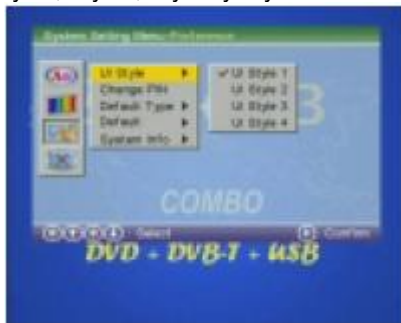 System Setting Menu-Preference
UI Style
Change PIN
Default Type
Default
System Info
✓ UI Style 1
UI Style 2
UI Style 3
UI Style 4
3
COMBO
: Select
: Confirm
DVD + DVB-T + USB